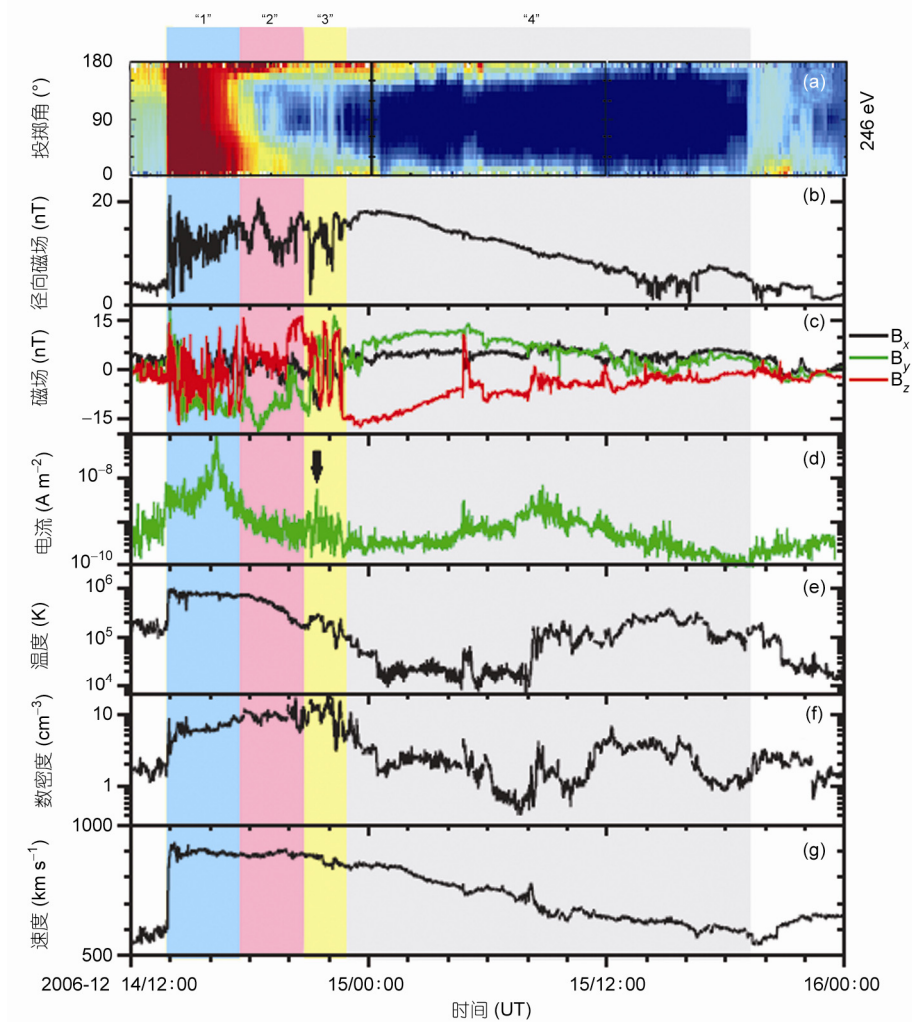 “1” “2” “3” “4”
180
90
0
投掷角 (°)
(a)
246 eV
20
0
径向磁场 (nT)
(b)
15
0
−15
磁场 (nT)
(c)
Bx
By
Bz
10−8
10−10
电流 (A m−2)
(d)
106
105
104
温度 (K)
(e)
10
1
数密度 (cm−3)
(f)
1000
500
速度 (km s−1)
(g)
2006-12 14/12:00 15/00:00 15/12:00 16/00:00
时间 (UT)